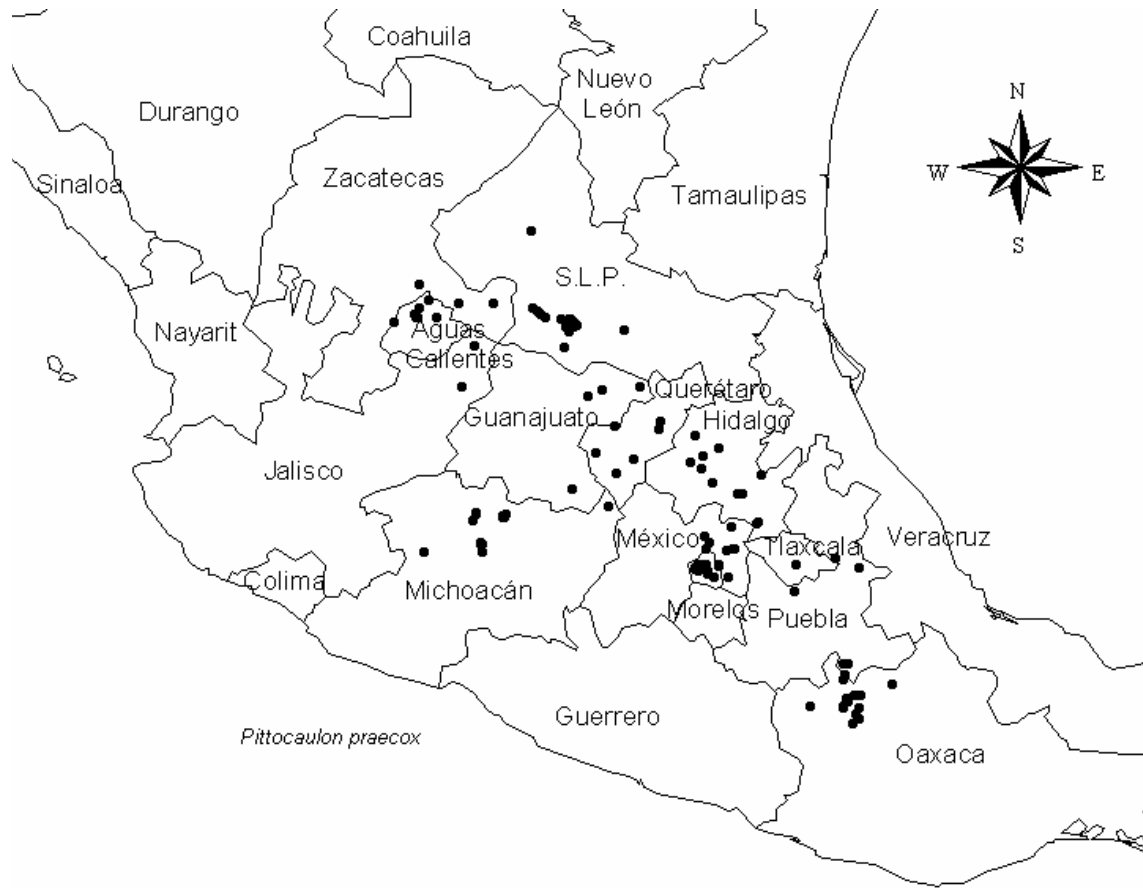 Coahuila
Nuevo
León
Durango
N
Zacatecas
W
E
Sinaloa
Tamaulipas
S
S.L.P.
Nayarit
Aguas
Calientes
Querétaro
Guanajuato
Hidalgo
Jalisco
México
Tlaxcala
Veracruz
Colima
Michoacán
Morelos
Puebla
Guerrero
Pittocaulon praecox
Oaxaca